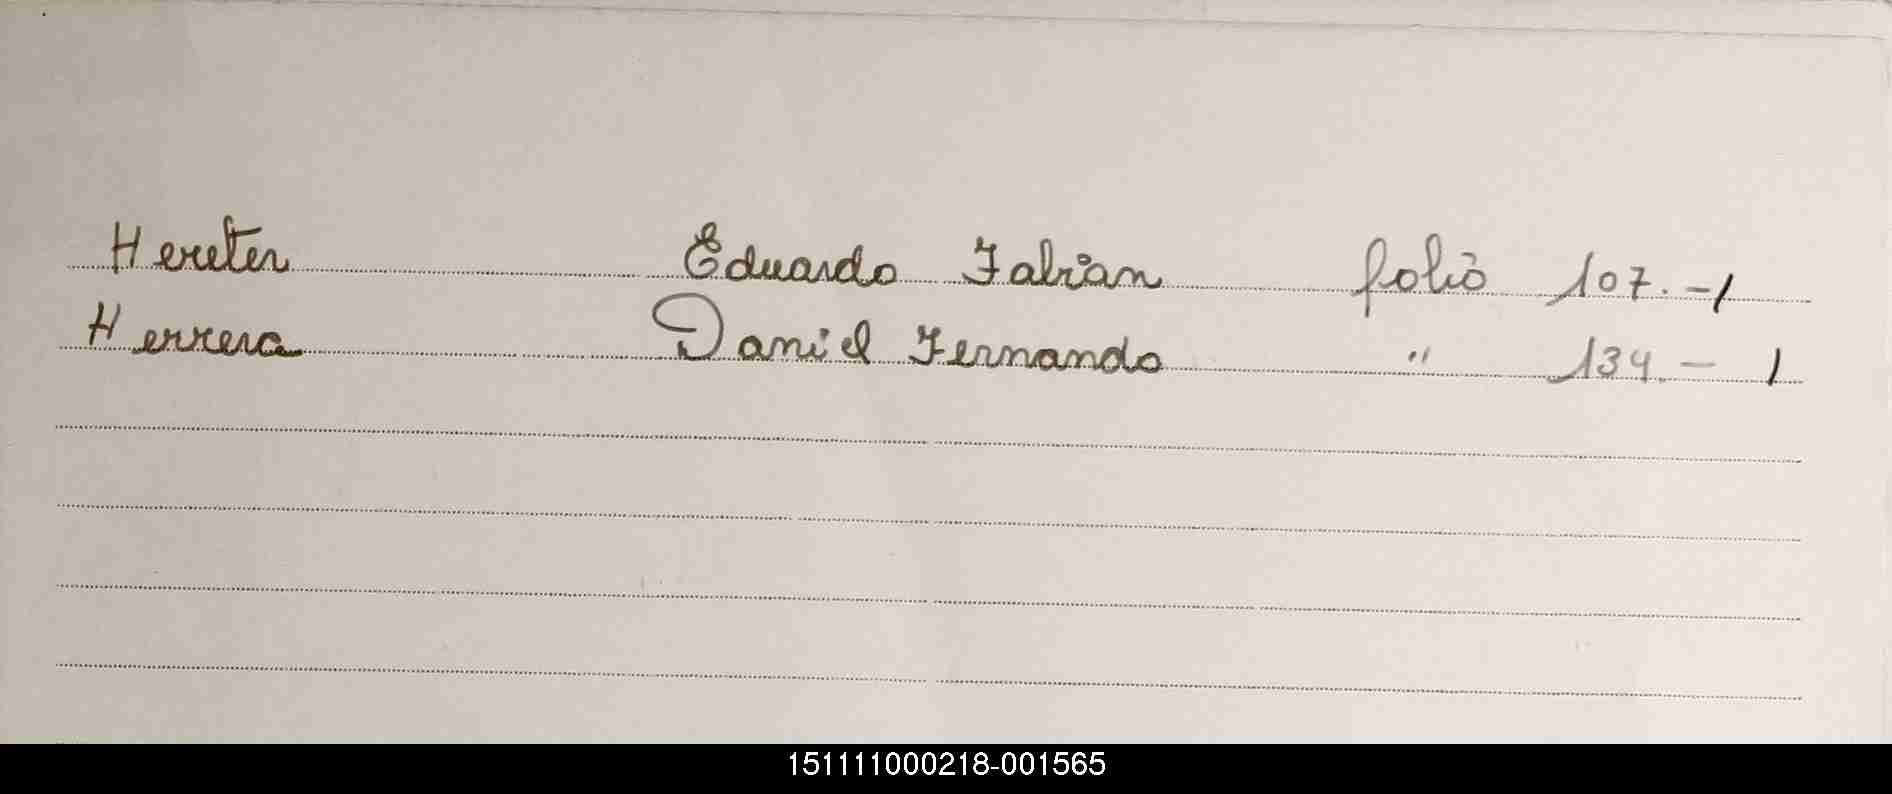 Hereter Eduardo Fabian folio 107.-1
Herrera Daniel Fernando " 134.- 1
151111000218-001565